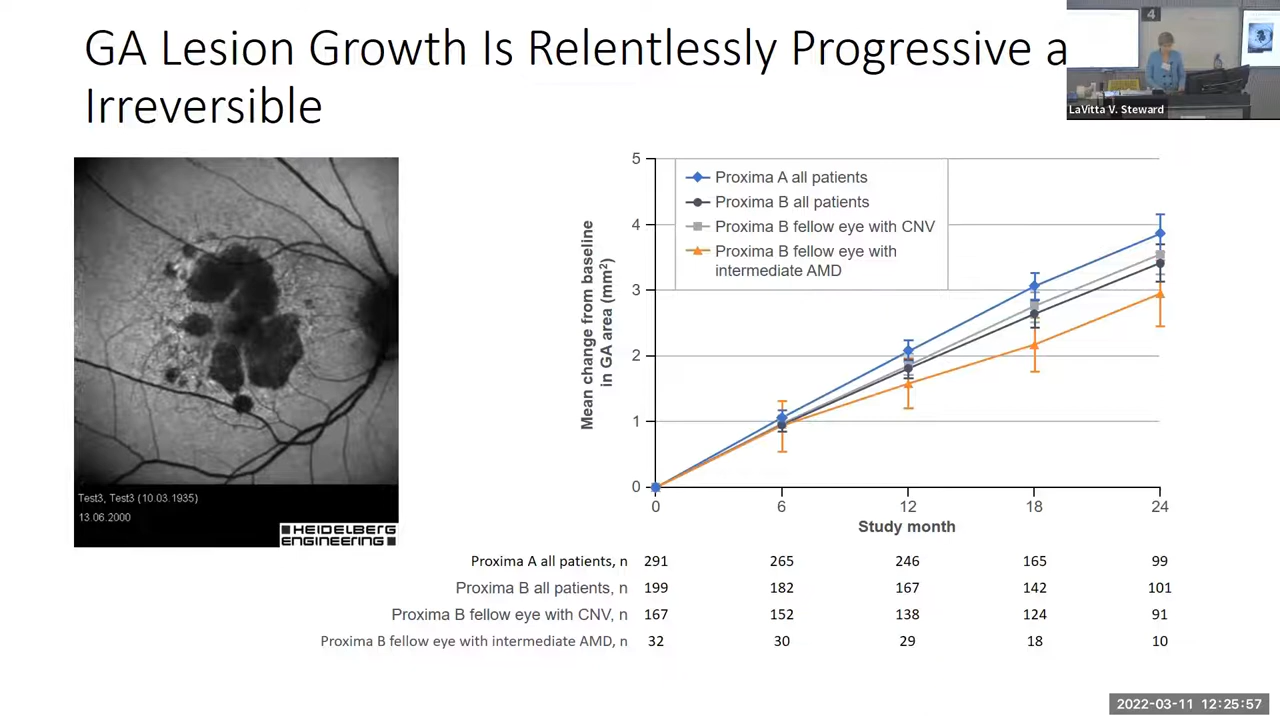 GA Lesion Growth Is Relentlessly Progressive a
Irreversible
4
LaVitta V. Steward
Test3, Test3 (10.03.1935)
13.06.2000
HEIDELBERG
ENGINEERING
Mean change from baseline
in GA area (mm²)
5
4
3
2
1
0
Proxima A all patients
Proxima B all patients
Proxima B fellow eye with CNV
Proxima B fellow eye with
intermediate AMD
0 6 12 18 24
Study month
Proxima A all patients, n 291 265 246 165 99
Proxima B all patients, n 199 182 167 142 101
Proxima B fellow eye with CNV, n 167 152 138 124 91
Proxima B fellow eye with intermediate AMD, n 32 30 29 18 10
2022-03-11 12:25:57